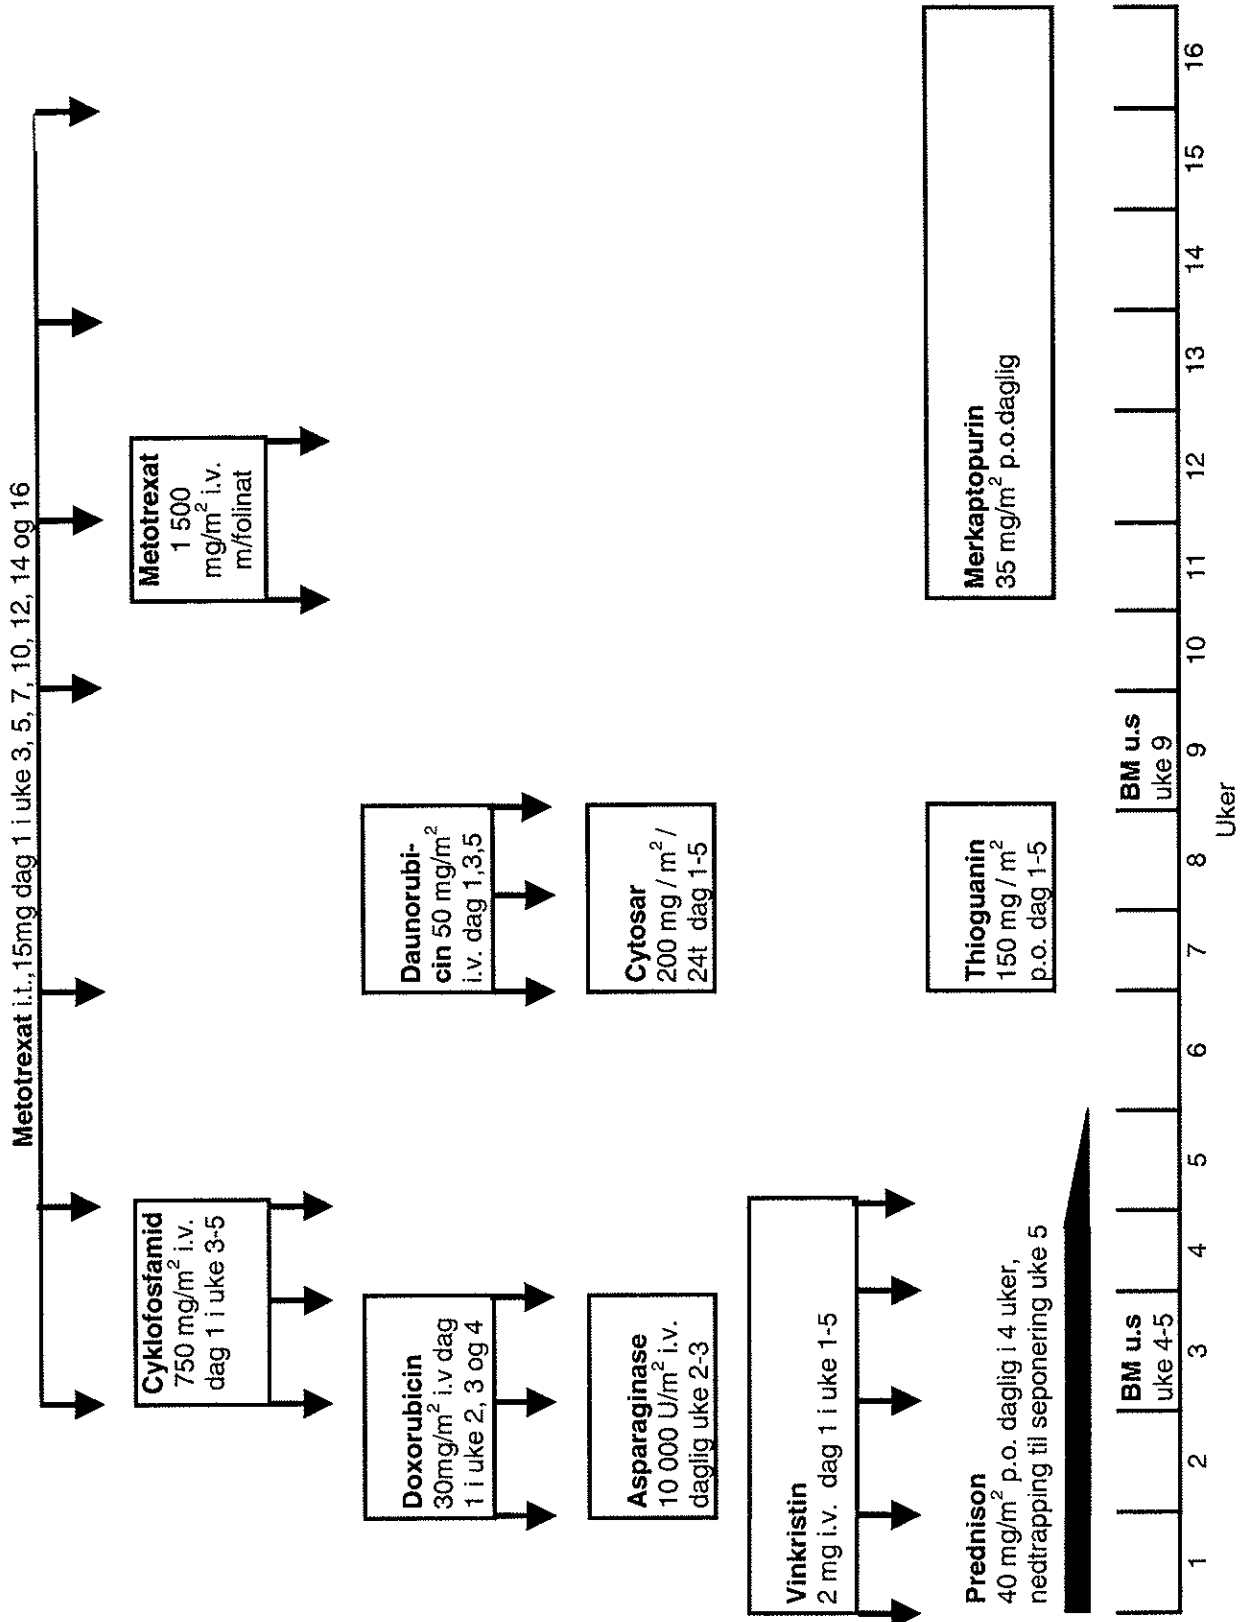 Metotrexat i.t.,15mg dag 1 i uke 3, 5, 7, 10, 12, 14 og 16
Cyklofosfamid
750 mg/m² i.v.
dag 1 i uke 3-5
Metotrexat
1 500
mg/m² i.v.
m/folinat
Doxorubicin
30mg/m² i.v dag
1 i uke 2, 3 og 4
Daunorubi-
cin 50 mg/m²
i.v. dag 1,3,5
Asparaginase
10 000 U/m² i.v.
daglig uke 2-3
Cytosar
200 mg / m² /
24t dag 1-5
Vinkristin
2 mg i.v. dag 1 i uke 1-5
Prednison
40 mg/m² p.o. daglig i 4 uker,
nedtrapping til seponering uke 5
Thioguanin
150 mg / m²
p.o. dag 1-5
Merkaptopurin
35 mg/m² p.o.daglig
BM u.s
uke 4-5
BM u.s
uke 9
1 2 3 4 5 6 7 8 9 10 11 12 13 14 15 16
Uker